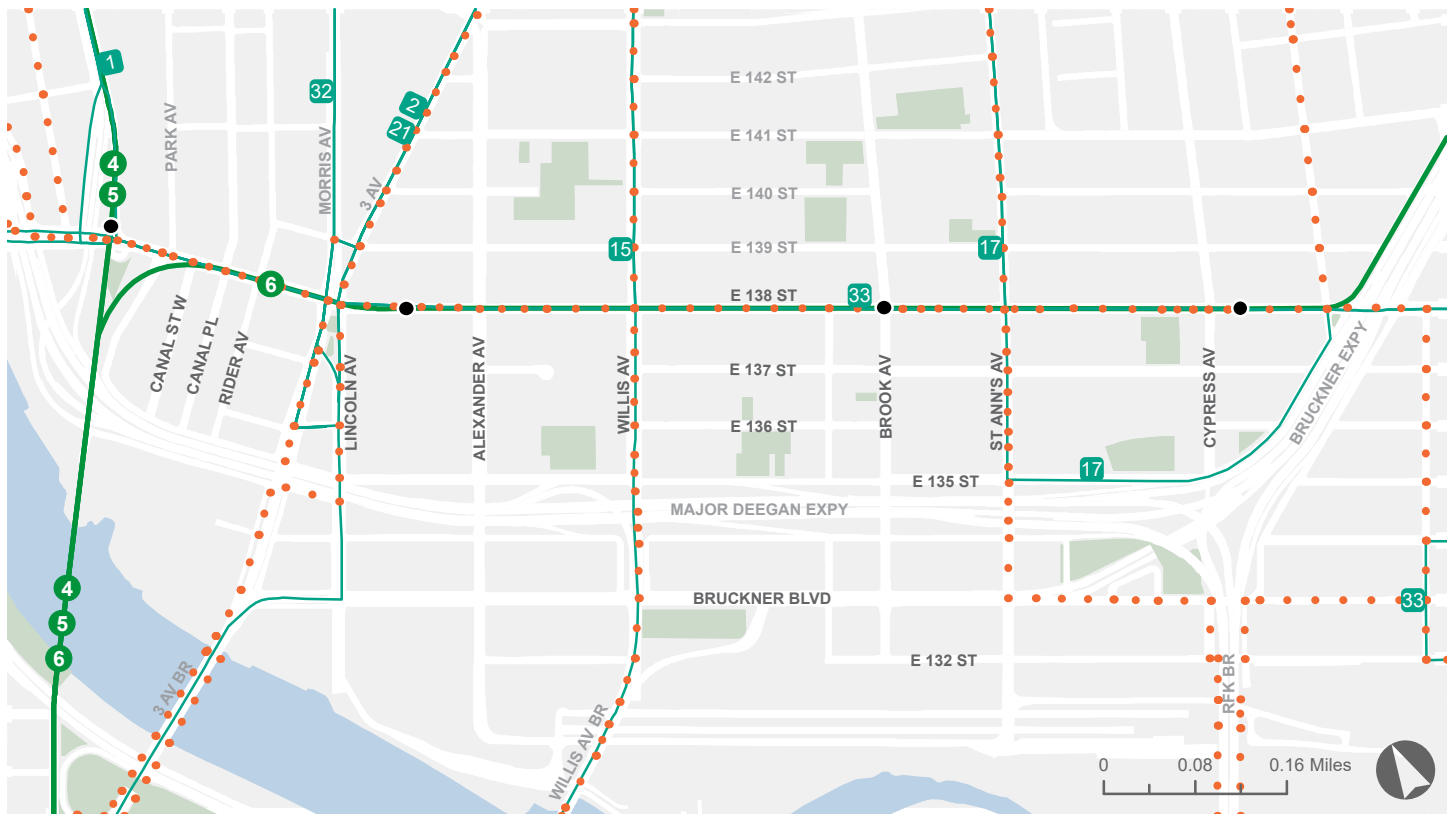 1
32
2
21
E 142 ST
E 141 ST
PARK AV
4
5
MORRIS AV
3 AV
E 140 ST
15
E 139 ST
17
6
E 138 ST
33
CANAL ST W
CANAL PL
RIDER AV
LINCOLN AV
ALEXANDER AV
WILLIS AV
E 137 ST
BROOK AV
ST ANN'S AV
CYPRESS AV
BRUCKNER EXPY
E 136 ST
17
E 135 ST
MAJOR DEEGAN EXPY
4
5
6
BRUCKNER BLVD
33
E 132 ST
3 AV BR
WILLIS AV BR
RFK BR
0 0.08 0.16 Miles